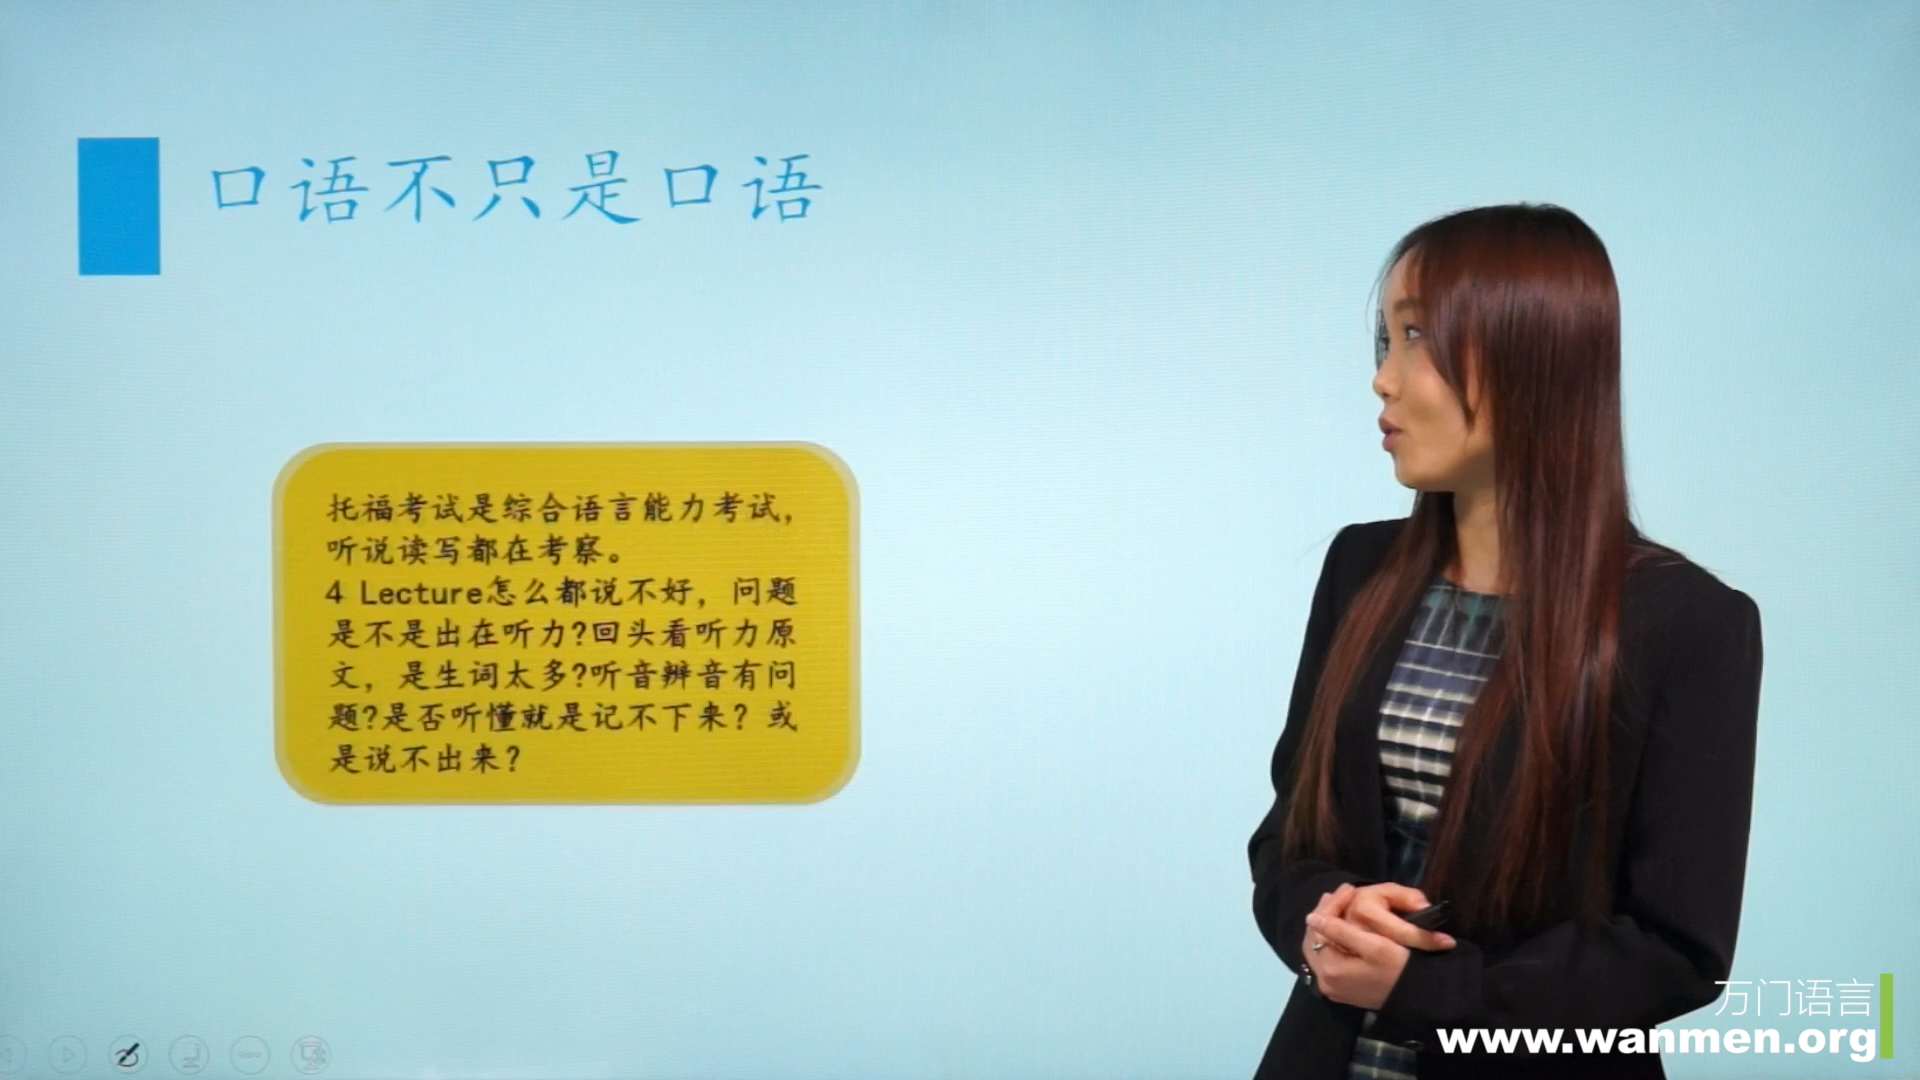 口语不只是口语
托福考试是综合语言能力考试,
听说读写都在考察。
4 Lecture怎么都说不好，问题
是不是出在听力?回头看听力原
文，是生词太多?听音辨音有问
题?是否听懂就是记不下来？或
是说不出来？
万门语言
www.wanmen.org